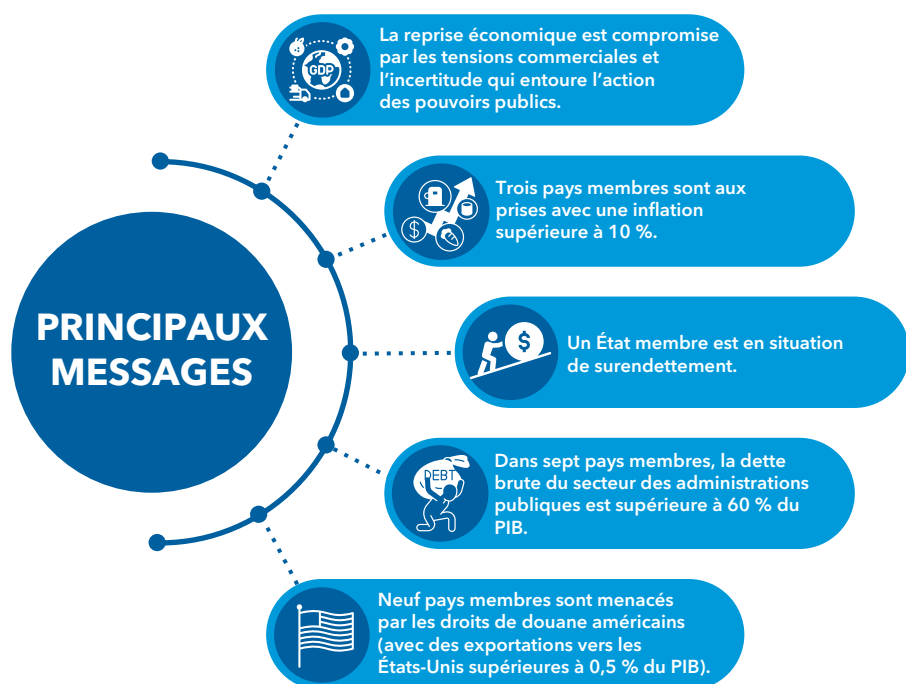 La reprise économique est compromise
par les tensions commerciales et
l’incertitude qui entoure l’action
des pouvoirs publics.
GDP
Trois pays membres sont aux
prises avec une inflation
supérieure à 10 %.
$
PRINCIPAUX
MESSAGES
Un État membre est en situation
de surendettement.
$
Dans sept pays membres, la dette
brute du secteur des administrations
publiques est supérieure à 60 % du
PIB.
DEBT
Neuf pays membres sont menacés
par les droits de douane américains
(avec des exportations vers les
États-Unis supérieures à 0,5 % du PIB).